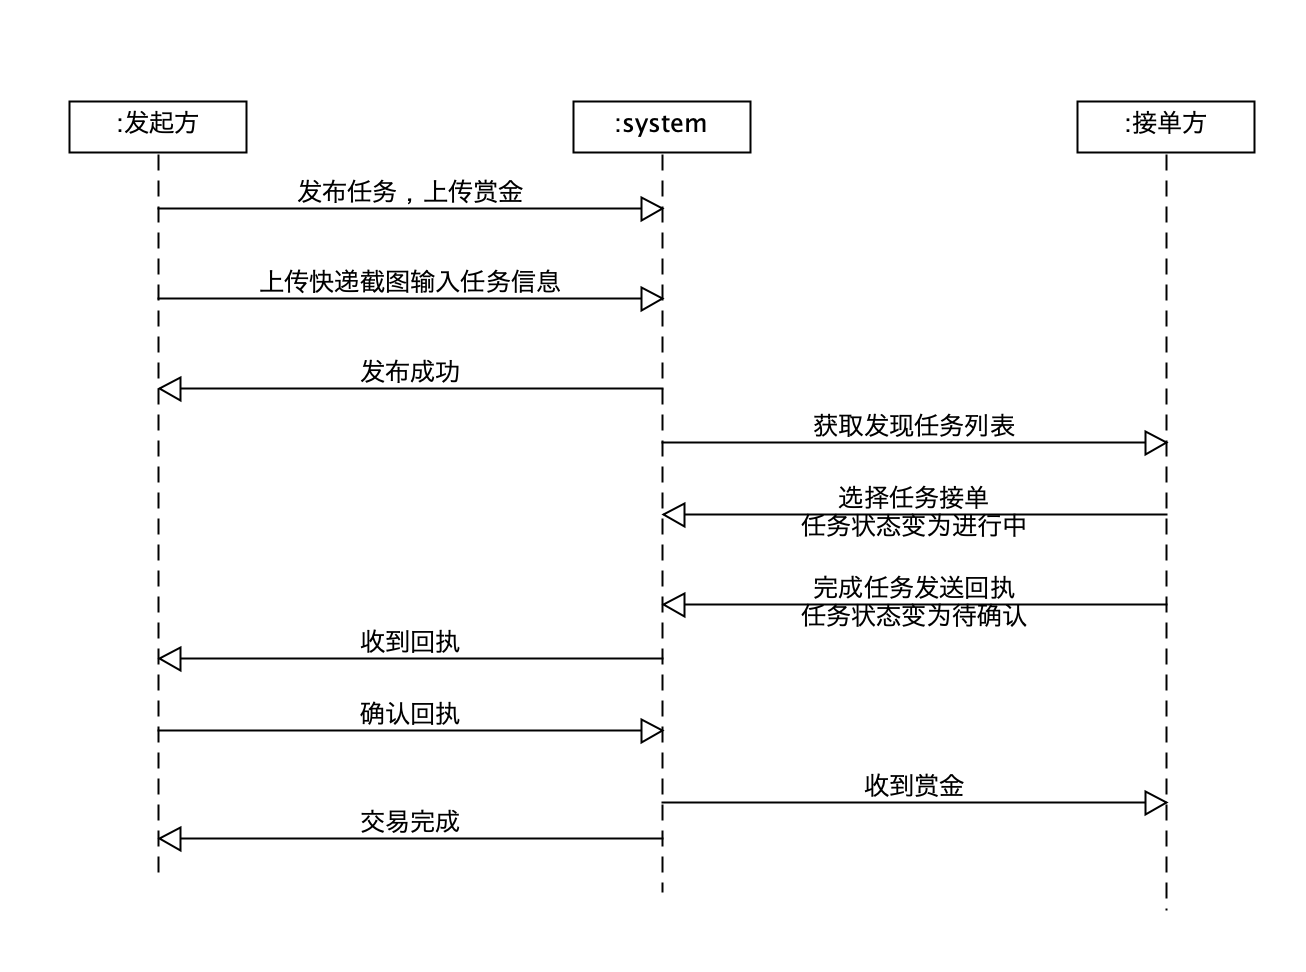 :发起方
:system
:接单方
发布任务，上传赏金
上传快递截图输入任务信息
发布成功
获取发现任务列表
选择任务接单
任务状态变为进行中
完成任务发送回执
任务状态变为待确认
收到回执
确认回执
收到赏金
交易完成